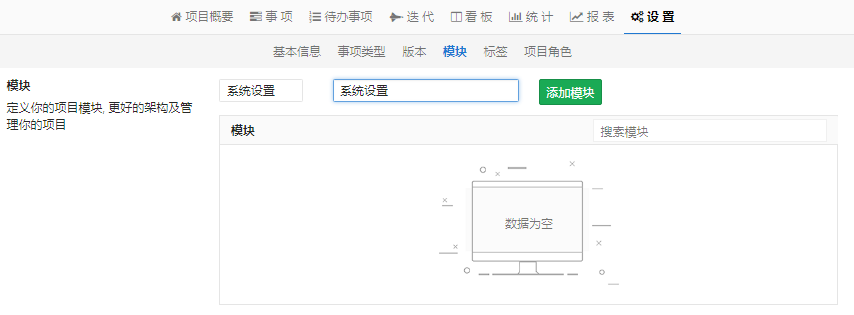 项目概要 事 项 待办事项 迭 代 看 板 统 计 报 表 设 置
基本信息 事项类型 版本 模块 标签 项目角色
模块
定义你的项目模块, 更好的架构及管
理你的项目
系统设置 系统设置 添加模块
模块 搜索模块
数据为空